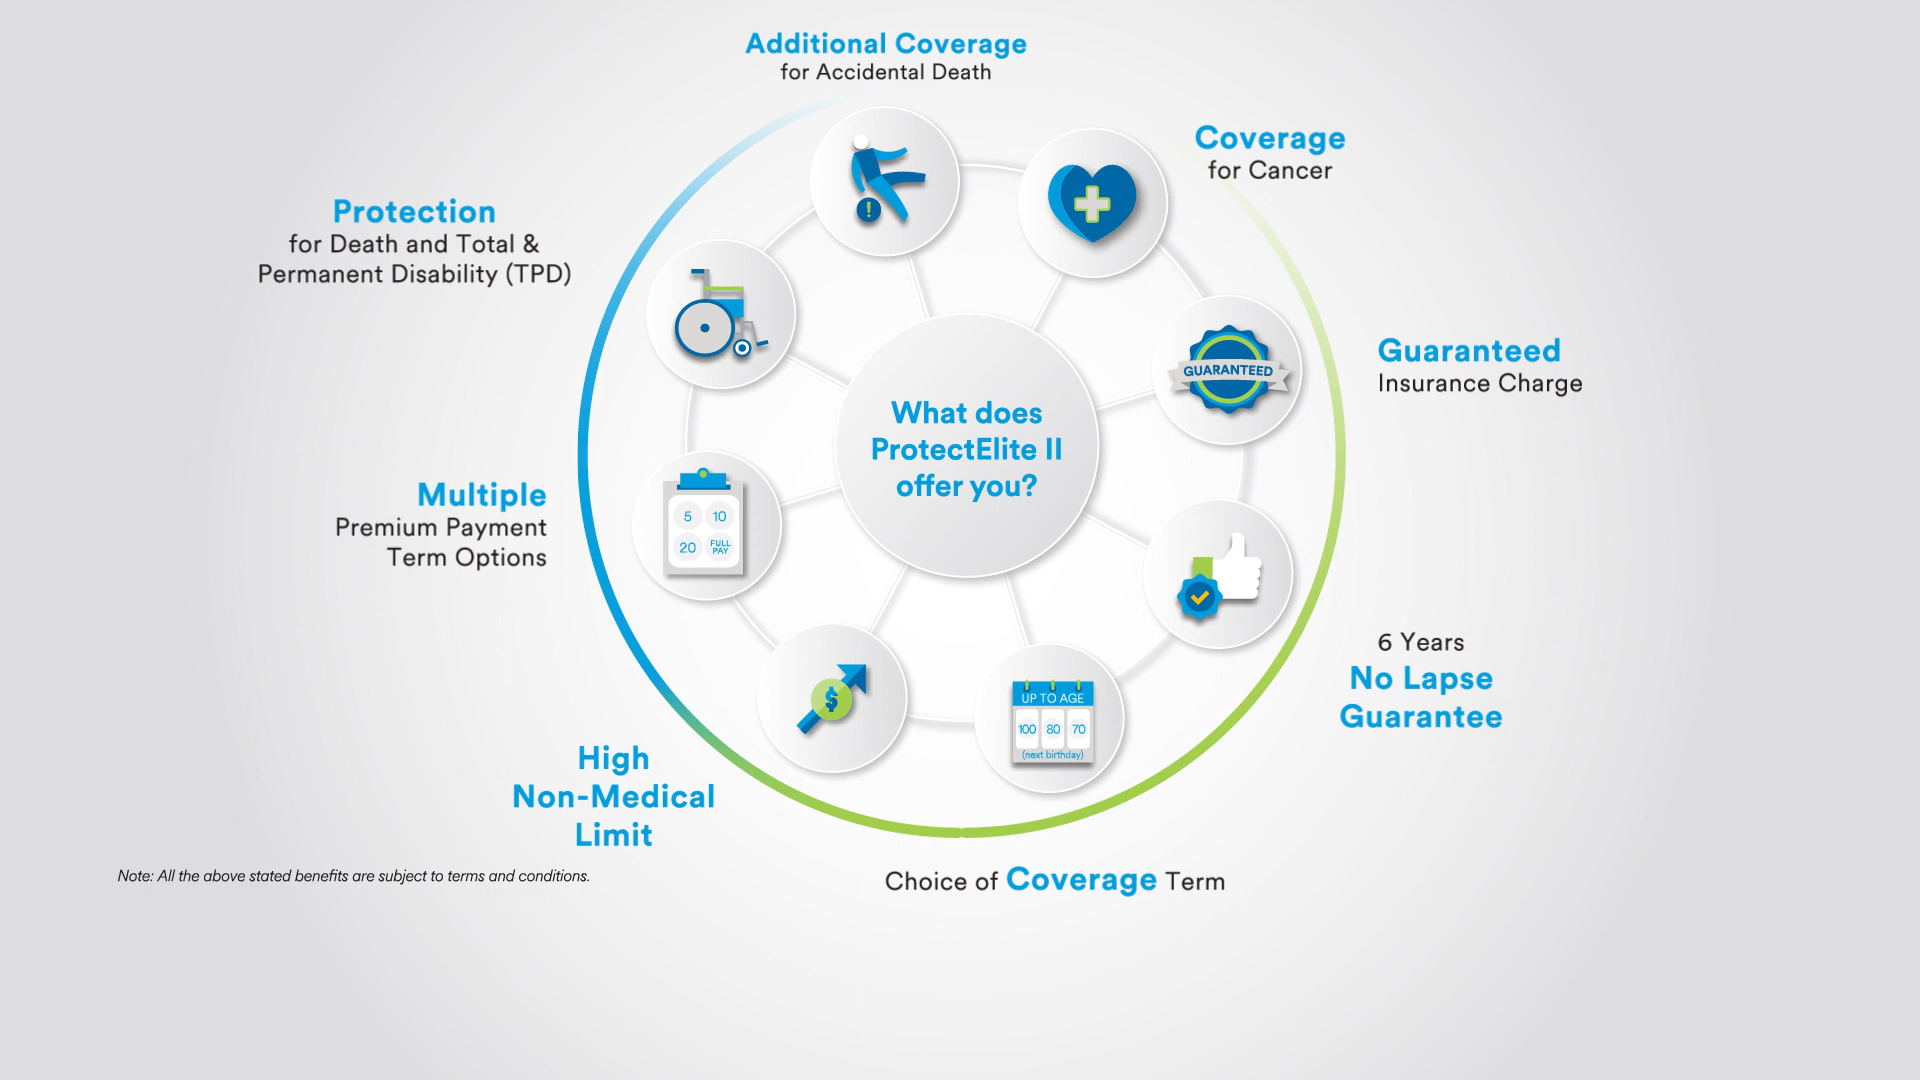 Additional Coverage
for Accidental Death
Coverage
for Cancer
Protection
for Death and Total &
Permanent Disability (TPD)
Guaranteed
Insurance Charge
GUARANTEED
What does
ProtectElite II
offer you?
Multiple
Premium Payment
Term Options
5 10
20 FULL
PAY
6 Years
No Lapse
Guarantee
UP TO AGE
100 80 70
(next birthday)
High
Non-Medical
Limit
$
Choice of Coverage Term
Note: All the above stated benefits are subject to terms and conditions.